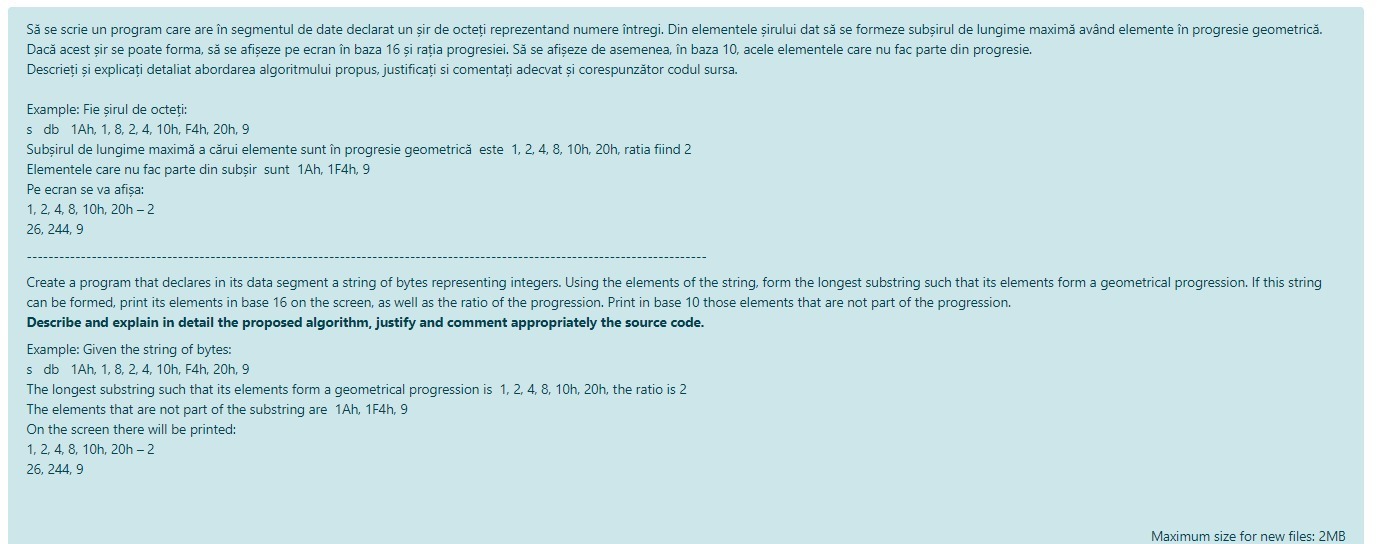 Să se scrie un program care are în segmentul de date declarat un șir de octeți reprezentand numere întregi. Din elementele șirului dat să se formeze subșirul de lungime maximă având elemente în progresie geometrică.
Dacă acest șir se poate forma, să se afișeze pe ecran în baza 16 și rația progresiei. Să se afișeze de asemenea, în baza 10, acele elementele care nu fac parte din progresie.
Descrieți și explicați detaliat abordarea algoritmului propus, justificați si comentați adecvat și corespunzător codul sursa.
Example: Fie șirul de octeți:
s db 1Ah, 1, 8, 2, 4, 10h, F4h, 20h, 9
Subșirul de lungime maximă a cărui elemente sunt în progresie geometrică este 1, 2, 4, 8, 10h, 20h, ratia fiind 2
Elementele care nu fac parte din subșir sunt 1Ah, 1F4h, 9
Pe ecran se va afișa:
1, 2, 4, 8, 10h, 20h – 2
26, 244, 9
--------------------------------------------------------------------------------------------------------------------------------------------
Create a program that declares in its data segment a string of bytes representing integers. Using the elements of the string, form the longest substring such that its elements form a geometrical progression. If this string
can be formed, print its elements in base 16 on the screen, as well as the ratio of the progression. Print in base 10 those elements that are not part of the progression.
Describe and explain in detail the proposed algorithm, justify and comment appropriately the source code.
Example: Given the string of bytes:
s db 1Ah, 1, 8, 2, 4, 10h, F4h, 20h, 9
The longest substring such that its elements form a geometrical progression is 1, 2, 4, 8, 10h, 20h, the ratio is 2
The elements that are not part of the substring are 1Ah, 1F4h, 9
On the screen there will be printed:
1, 2, 4, 8, 10h, 20h – 2
26, 244, 9
Maximum size for new files: 2MB